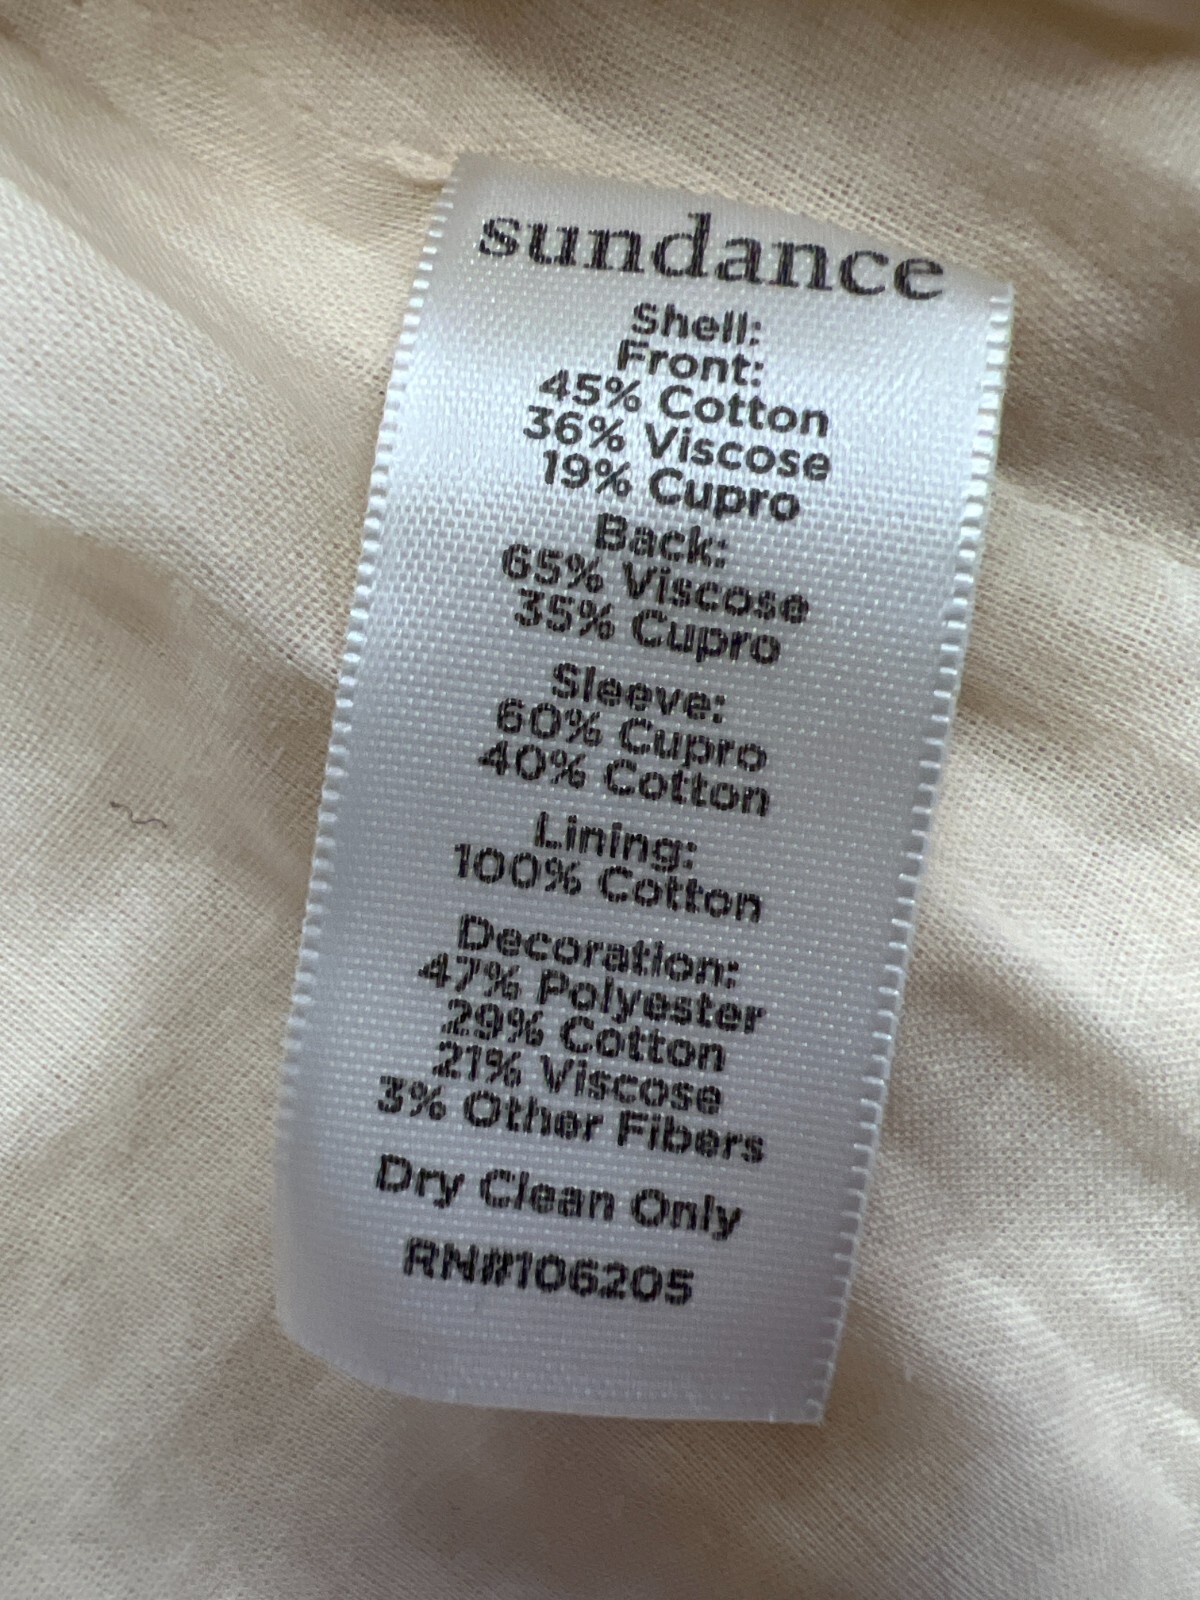 sundance
Shell:
Front:
45% Cotton
36% Viscose
19% Cupro
Back:
65% Viscose
35% Cupro
Sleeve:
60% Cupro
40% Cotton
Lining:
100% Cotton
Decoration:
47% Polyester
29% Cotton
21% Viscose
3% Other Fibers
Dry Clean Only
RN#106205